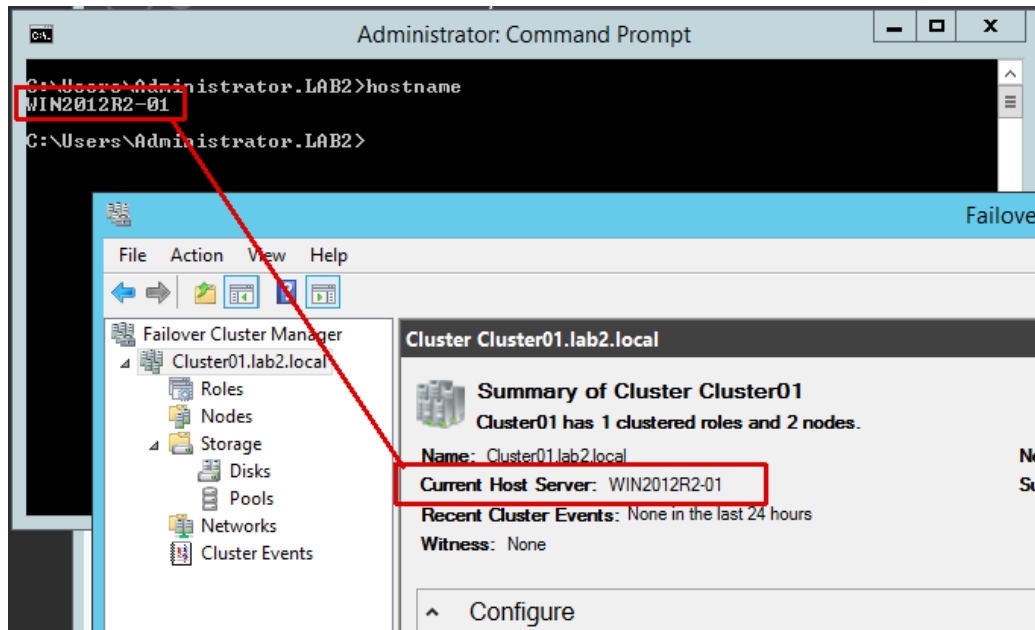 Administrator: Command Prompt
C:\Users\Administrator.LAB2>hostname
WIN2012R2-01
C:\Users\Administrator.LAB2>
Failove
File Action View Help
Failover Cluster Manager
Cluster01.lab2.local
Roles
Nodes
Storage
Disks
Pools
Networks
Cluster Events
Cluster Cluster01.lab2.local
Summary of Cluster Cluster01
Cluster01 has 1 clustered roles and 2 nodes.
Name: Cluster01.lab2.local
Current Host Server: WIN2012R2-01
Recent Cluster Events: None in the last 24 hours
Witness: None
Configure